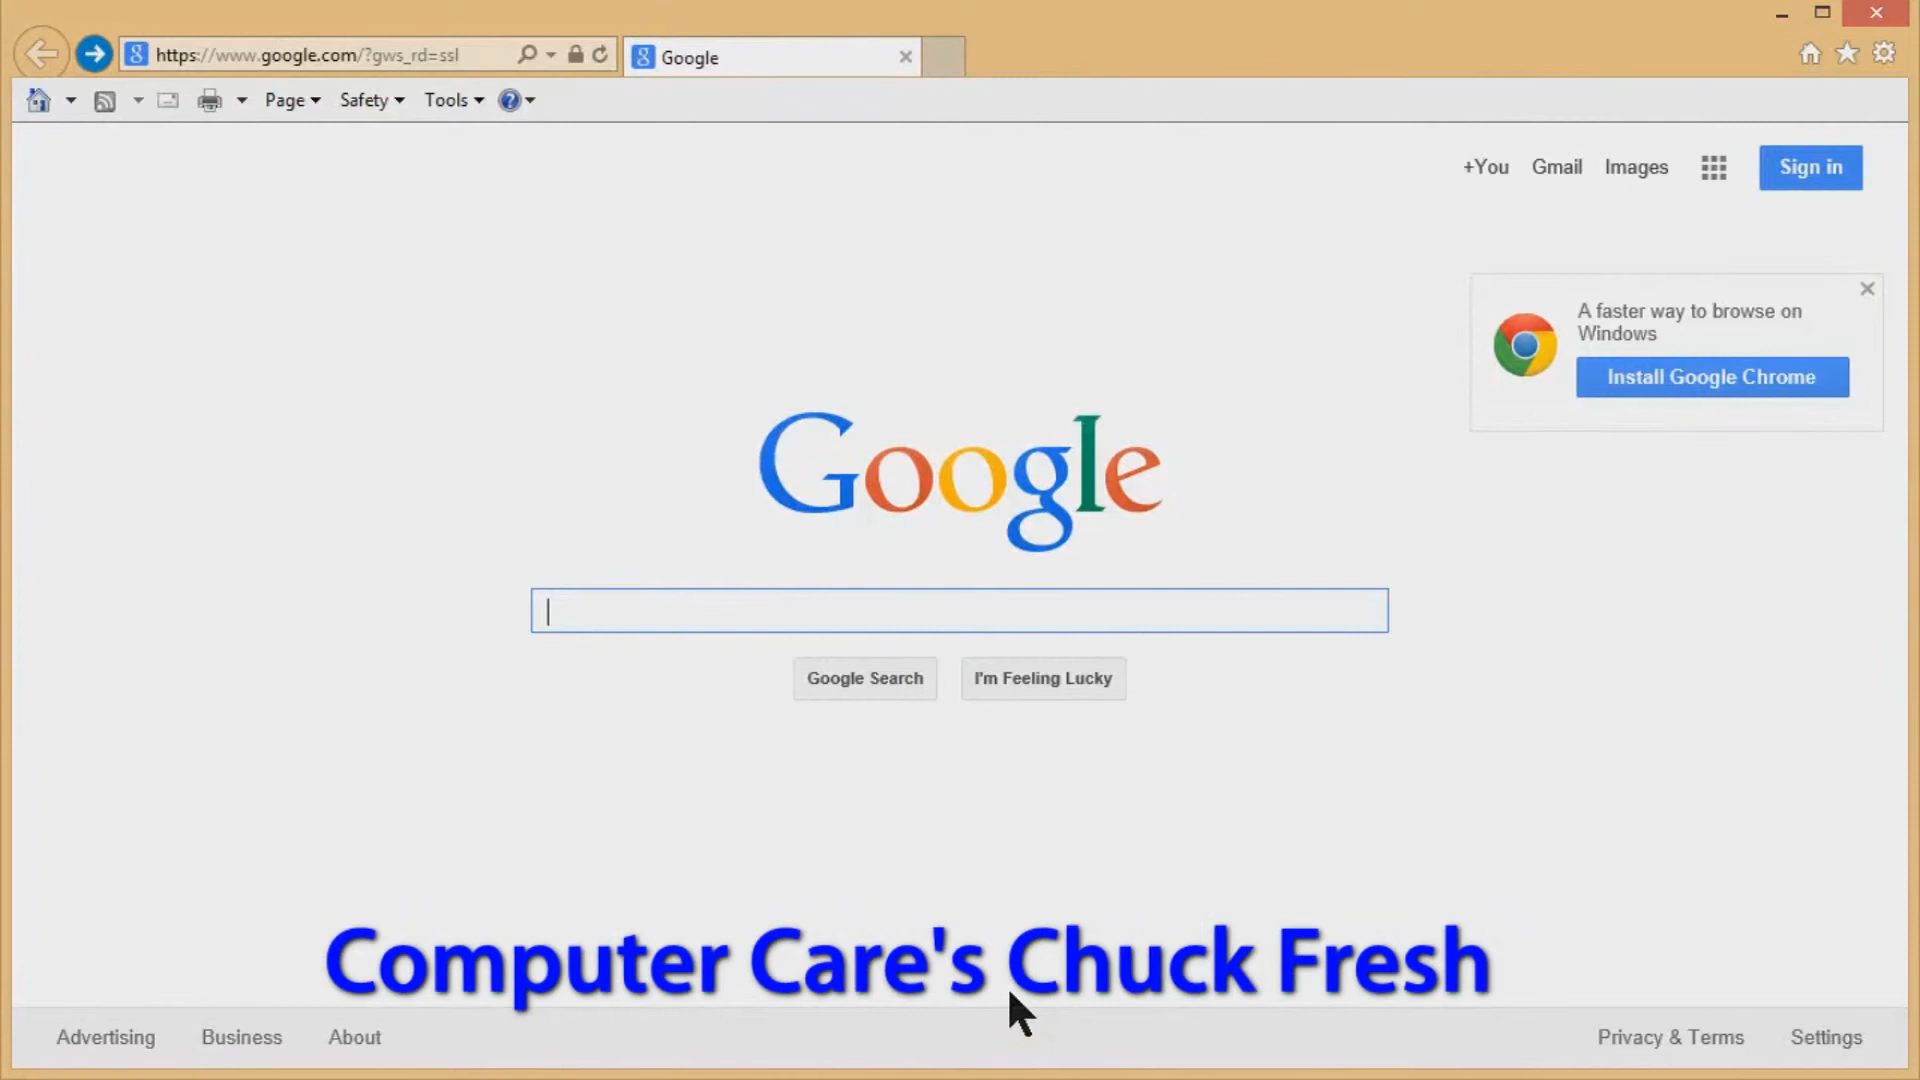 https://www.google.com/?gws_rd=ssl
Google
Page
Safety
Tools
+You Gmail Images Sign in
A faster way to browse on
Windows
Install Google Chrome
Google
Google Search I'm Feeling Lucky
Computer Care's Chuck Fresh
Advertising Business About Privacy & Terms Settings